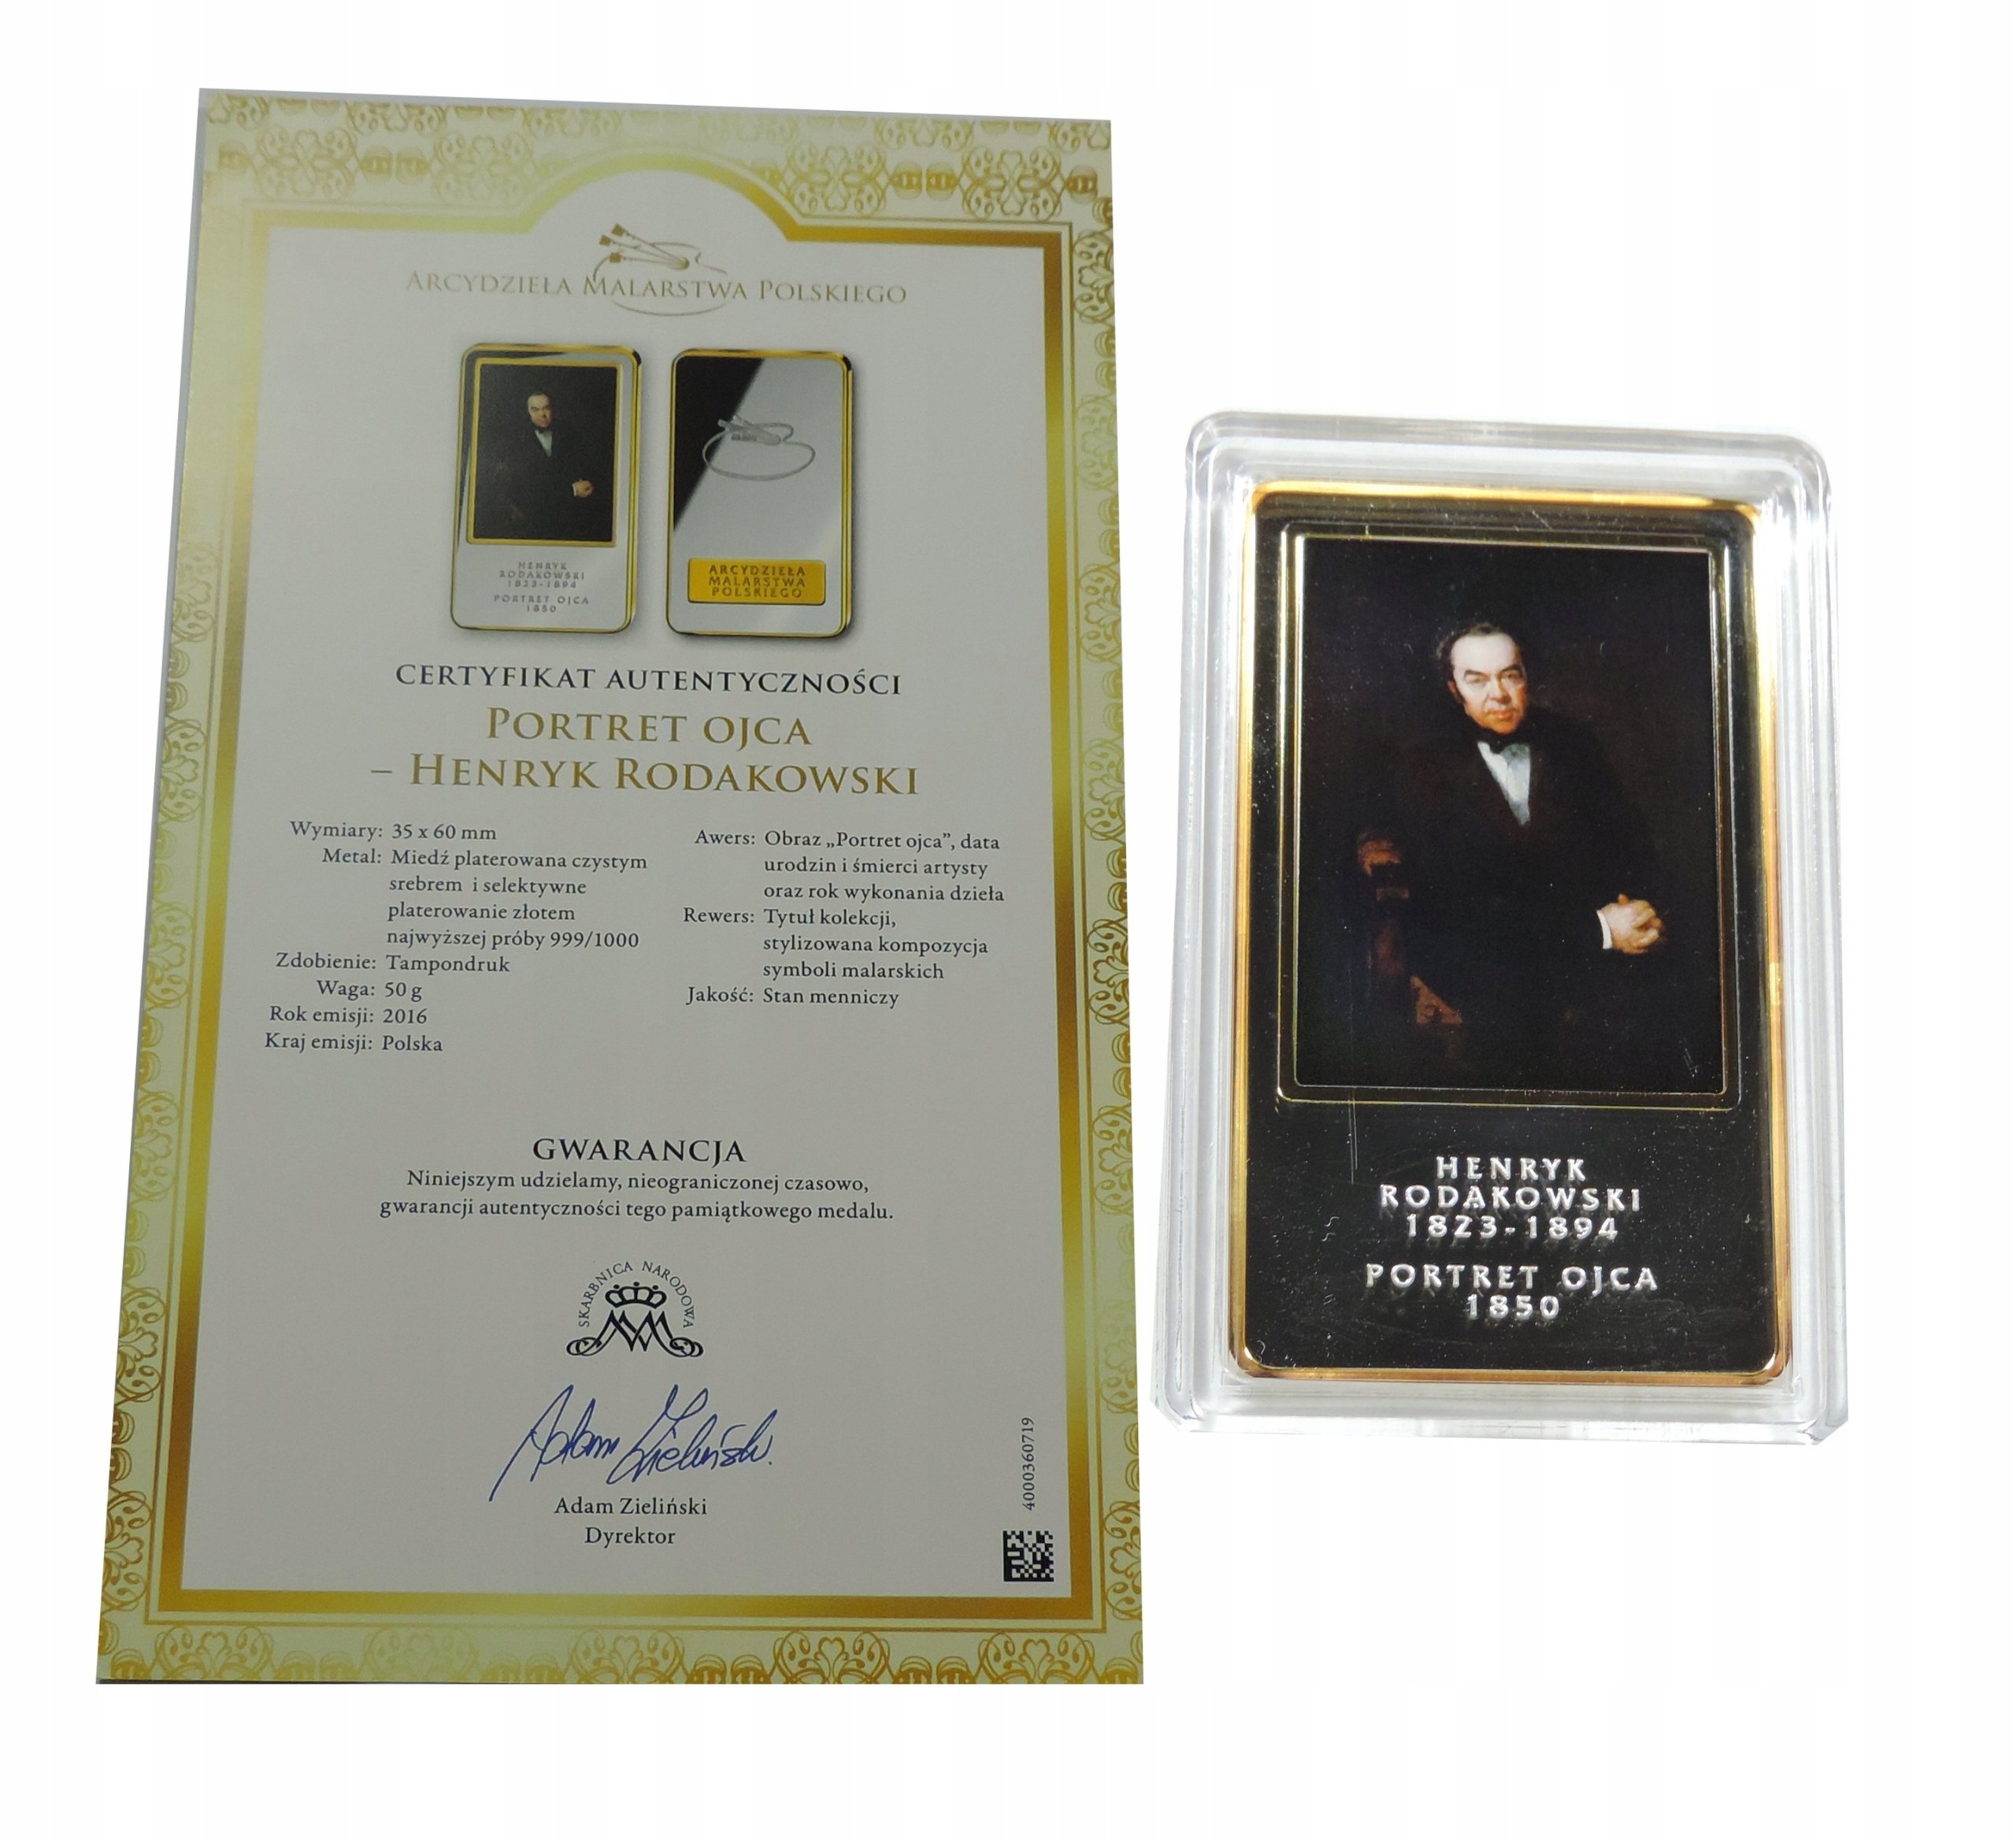 ARCYDZIEŁA MALARSTWA POLSKIEGO
HENRYK
RODAKOWSKI
1823-1894
PORTRET OJCA
1850
ARCYDZIEŁA
MALARSTWA
POLSKIEGO
CERTYFIKAT AUTENTYCZNOŚCI
PORTRET OJCA
– HENRYK RODAKOWSKI
Wymiary: 35 x 60 mm
Metal: Miedź platerowana czystym
srebrem i selektywne
platerowanie złotem
najwyższej próby 999/1000
Zdobienie: Tampondruk
Waga: 50 g
Rok emisji: 2016
Kraj emisji: Polska
Awers: Obraz „Portret ojca”, data
urodzin i śmierci artysty
oraz rok wykonania dzieła
Rewers: Tytuł kolekcji,
stylizowana kompozycja
symboli malarskich
Jakość: Stan menniczy
GWARANCJA
Niniejszym udzielamy, nieograniczonej czasowo,
gwarancji autentyczności tego pamiątkowego medalu.
SKARBNICA NARODOWA
Adam Zieliński
Adam Zieliński
Dyrektor
4000360719
HENRYK
RODAKOWSKI
1823-1894
PORTRET OJCA
1850